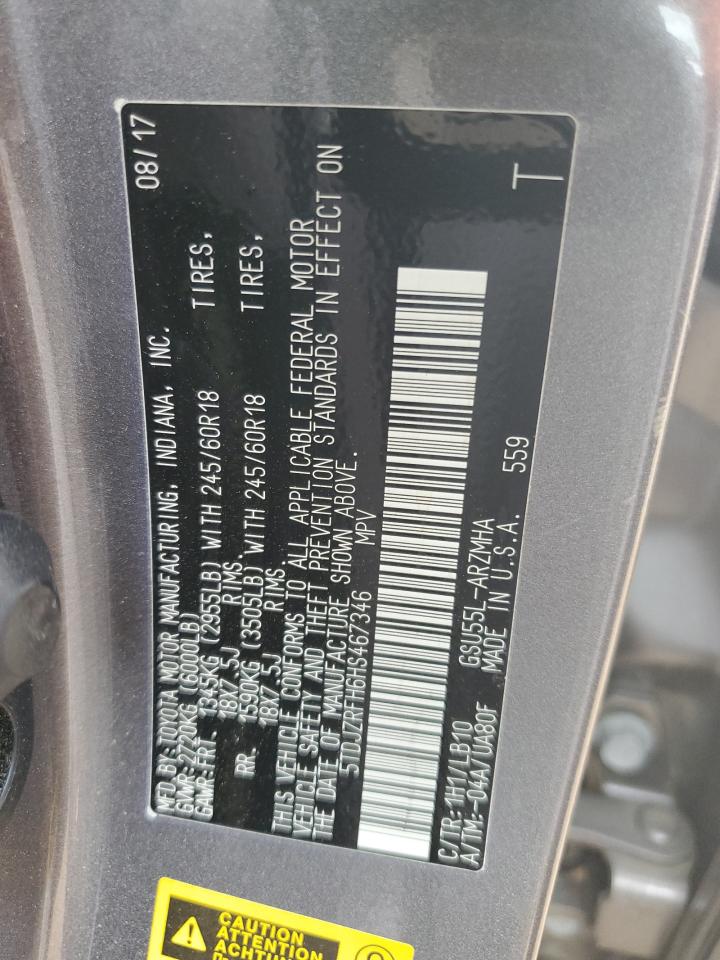 MFD.BY:TOYOTA MOTOR MANUFACTURING, INDIANA, INC. 08/17
GVWR:2720KG(6000LB)
GAWR:FR. 1345KG (2955LB) WITH 245/60R18 TIRES,
18X7.5J RIMS.
RR. 1590KG (3505LB) WITH 245/60R18 TIRES,
18X7.5J RIMS
THIS VEHICLE CONFORMS TO ALL APPLICABLE FEDERAL MOTOR
VEHICLE SAFETY AND THEFT PREVENTION STANDARDS IN EFFECT ON
THE DATE OF MANUFACTURE SHOWN ABOVE.
5TDJZRFH6HS467346 MPV
C/TR:1H1/LB10 GSU55L-ARZMHA
A/TM:-04A/UA80F MADE IN U.S.A. 559 T
CAUTION
ATTENTION
ACHTUNG